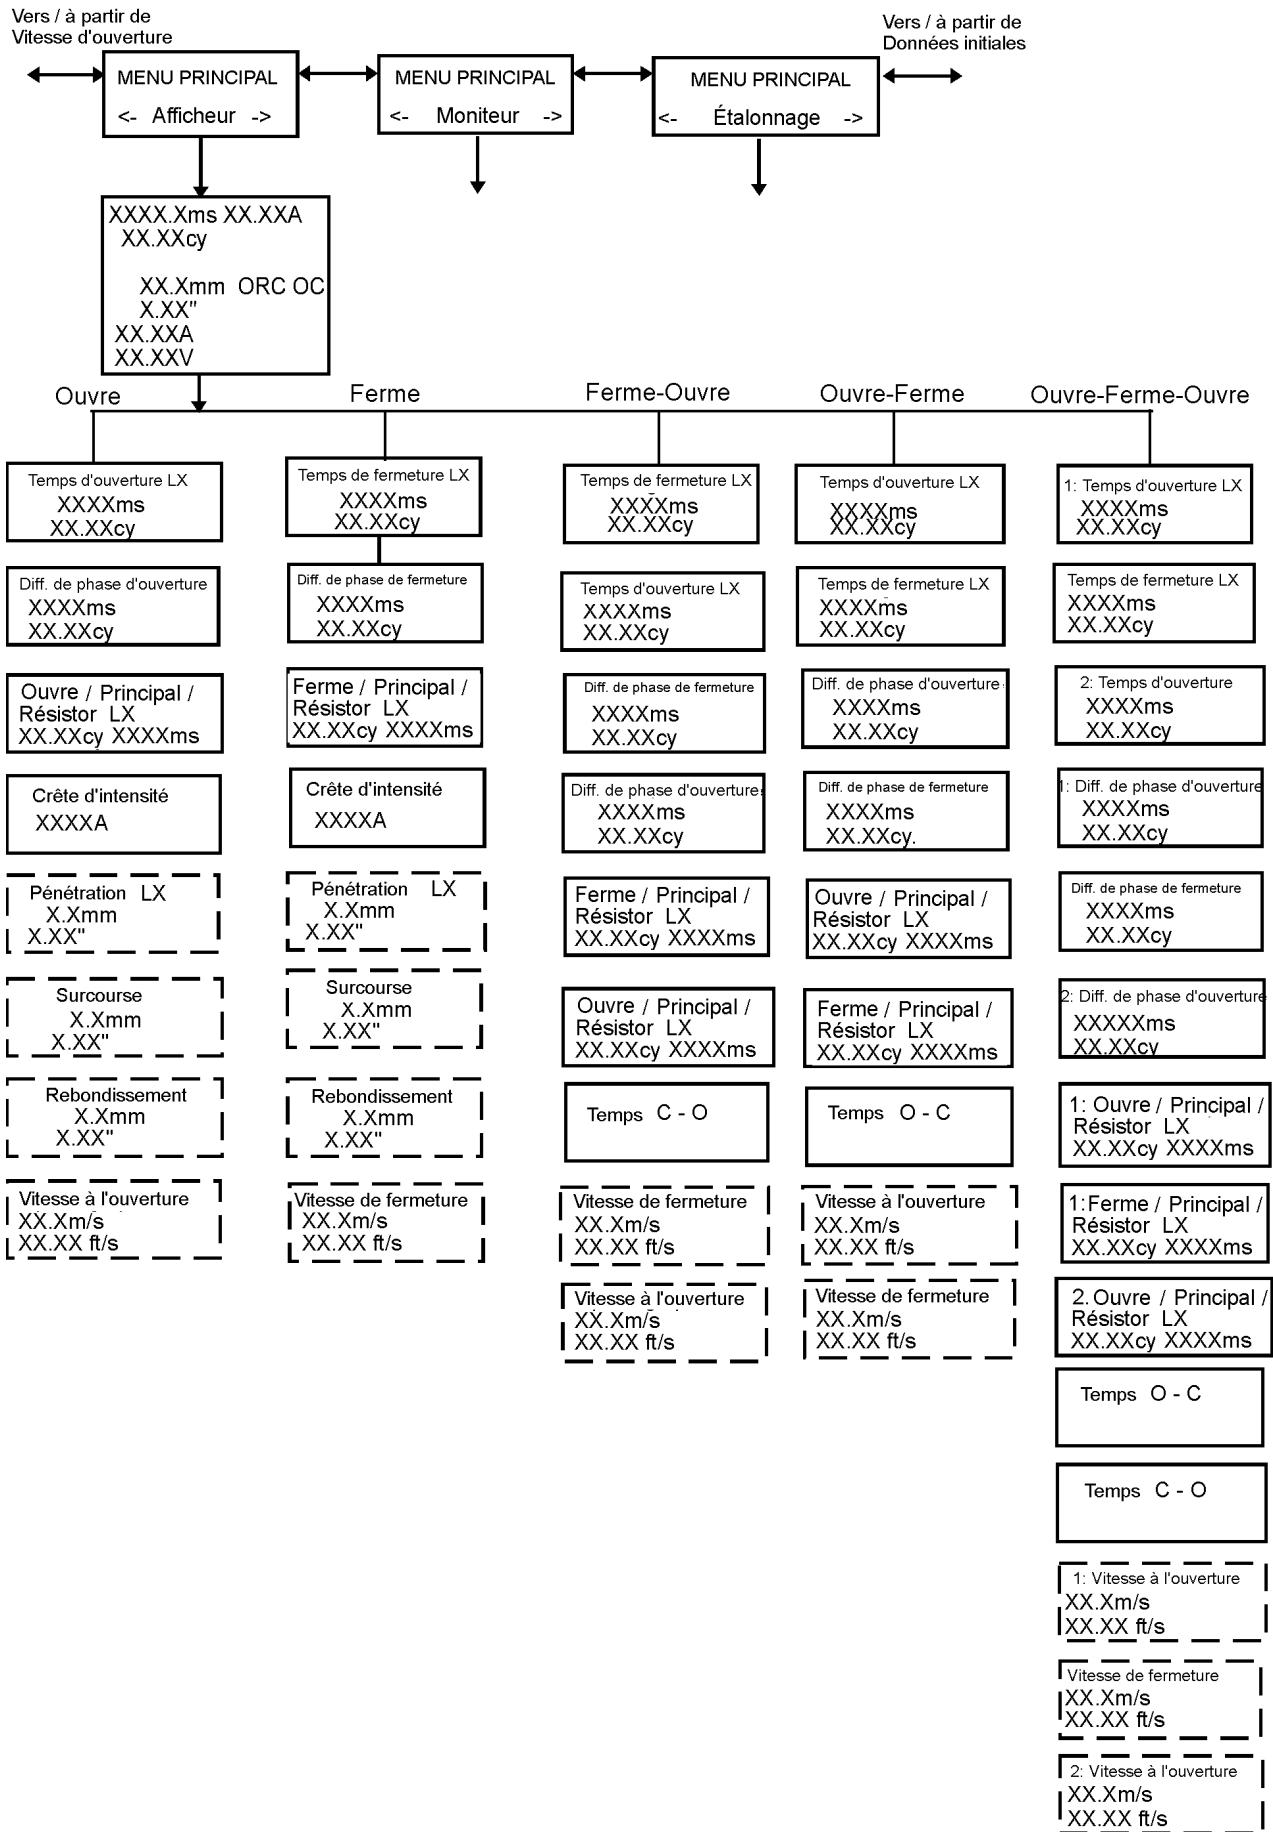 Vers / à partir de
Vitesse d'ouverture
Vers / à partir de
Données initiales
MENU PRINCIPAL
<- Afficheur ->
MENU PRINCIPAL
<- Moniteur ->
MENU PRINCIPAL
<- Étalonnage ->
XXXX.Xms XX.XXA
XX.XXcy
XX.Xmm ORC OC
X.XX"
XX.XXA
XX.XXV
Ouvre
Temps d'ouverture LX
XXXXms
XX.XXcy
Diff. de phase d'ouverture
XXXXms
XX.XXcy
Ouvre / Principal /
Résistor LX
XX.XXcy XXXXms
Crête d'intensité
XXXXA
Pénétration LX
X.Xmm
X.XX"
Surcourse
X.Xmm
X.XX"
Rebondissement
X.Xmm
X.XX"
Vitesse à l'ouverture
XX.Xm/s
XX.XX ft/s
Ferme
Temps de fermeture LX
XXXXms
XX.XXcy
Diff. de phase de fermeture
XXXXms
XX.XXcy
Ferme / Principal /
Résistor LX
XX.XXcy XXXXms
Crête d'intensité
XXXXA
Pénétration LX
X.Xmm
X.XX"
Surcourse
X.Xmm
X.XX"
Rebondissement
X.Xmm
X.XX"
Vitesse de fermeture
XX.Xm/s
XX.XX ft/s
Ferme-Ouvre
Temps de fermeture LX
XXXXms
XX.XXcy
Temps d'ouverture LX
XXXXms
XX.XXcy
Diff. de phase de fermeture
XXXXms
XX.XXcy
Diff. de phase d'ouverture
XXXXms
XX.XXcy
Ferme / Principal /
Résistor LX
XX.XXcy XXXXms
Ouvre / Principal /
Résistor LX
XX.XXcy XXXXms
Temps C - O
Vitesse de fermeture
XX.Xm/s
XX.XX ft/s
Vitesse à l'ouverture
XX.Xm/s
XX.XX ft/s
Ouvre-Ferme
Temps d'ouverture LX
XXXXms
XX.XXcy
Temps de fermeture LX
XXXXms
XX.XXcy
Diff. de phase d'ouverture
XXXXms
XX.XXcy
Diff. de phase de fermeture
XXXXms
XX.XXcy.
Ouvre / Principal /
Résistor LX
XX.XXcy XXXXms
Ferme / Principal /
Résistor LX
XX.XXcy XXXXms
Temps O - C
Vitesse à l'ouverture
XX.Xm/s
XX.XX ft/s
Vitesse de fermeture
XX.Xm/s
XX.XX ft/s
Ouvre-Ferme-Ouvre
1: Temps d'ouverture LX
XXXXms
XX.XXcy
Temps de fermeture LX
XXXXms
XX.XXcy
2: Temps d'ouverture
XXXXms
XX.XXcy
1: Diff. de phase d'ouverture
XXXXms
XX.XXcy
Diff. de phase de fermeture
XXXXms
XX.XXcy
2: Diff. de phase d'ouverture
XXXXXms
XX.XXcy
1: Ouvre / Principal /
Résistor LX
XX.XXcy XXXXms
1:Ferme / Principal /
Résistor LX
XX.XXcy XXXXms
2. Ouvre / Principal /
Résistor LX
XX.XXcy XXXXms
Temps O - C
Temps C - O
1: Vitesse à l'ouverture
XX.Xm/s
XX.XX ft/s
Vitesse de fermeture
XX.Xm/s
XX.XX ft/s
2: Vitesse à l'ouverture
XX.Xm/s
XX.XX ft/s